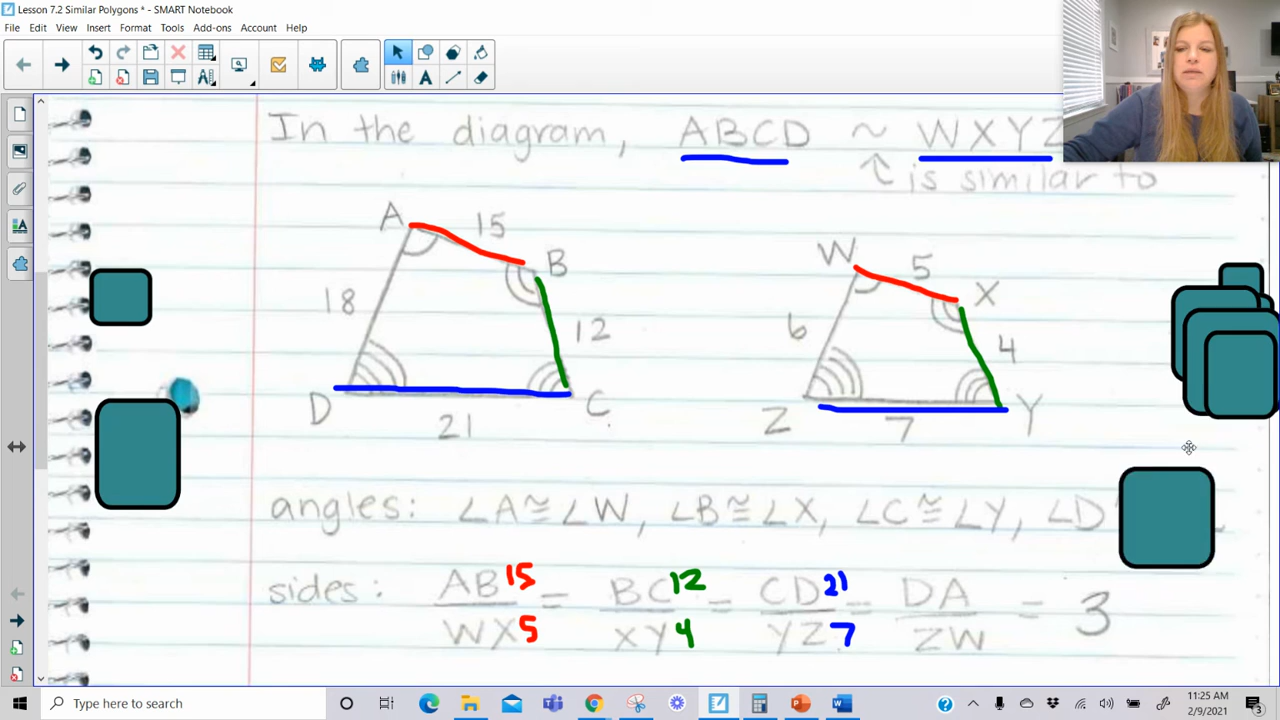 Lesson 7.2 Similar Polygons * - SMART Notebook
File Edit View Insert Format Tools Add-ons Account Help
In the diagram, ABCD ~ WXYZ
is similar to
A 15 B
W 5 X
18 12
6 4
D 21 C
Z 7 Y
angles: ∠A≅∠W, ∠B≅∠X, ∠C≅∠Y, ∠D
sides: AB 15 = BC 12 = CD 21 = DA = 3
WX 5 XY 4 YZ 7 ZW
Type here to search
11:25 AM
2/9/2021
3